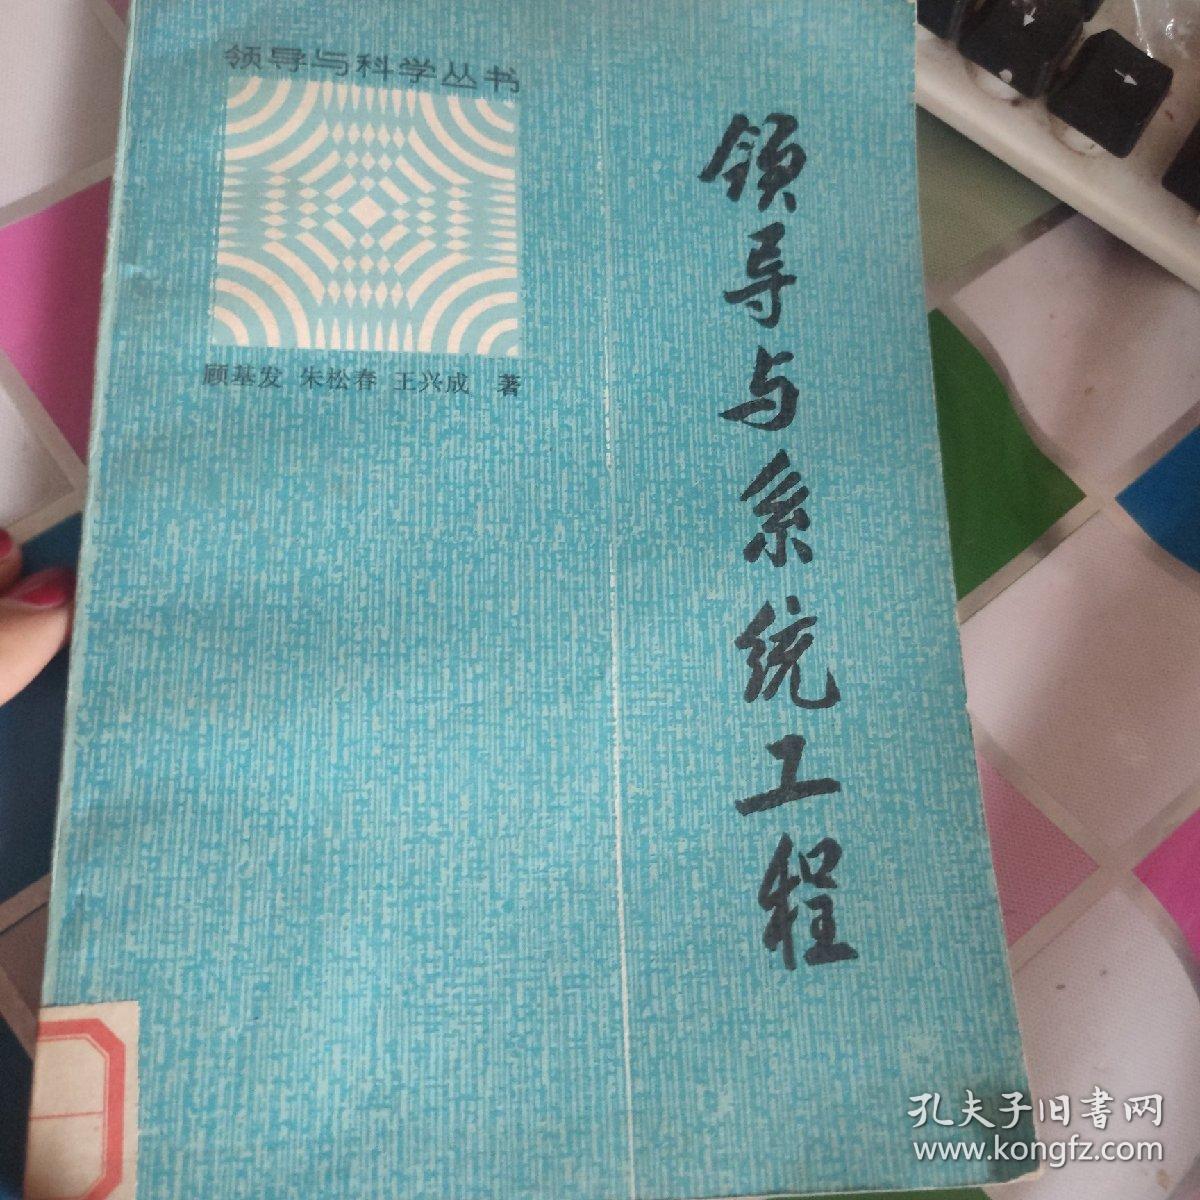 领导与科学丛书
顾基发 朱松春 王兴成 著
领导与系统工程
孔夫子旧書网
www.kongfz.com